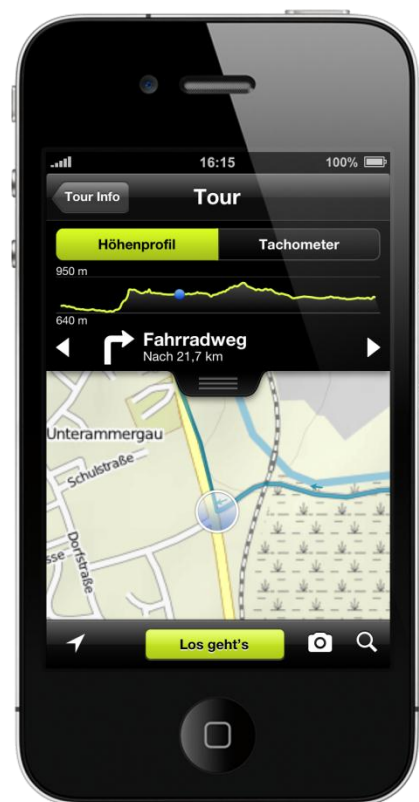 16:15
100%
Tour Info
Tour
Höhenprofil
Tachometer
950 m
640 m
Fahrradweg
Nach 21,7 km
Unterammergau
Schulstraße
sse
Dorfstraße
Los geht's